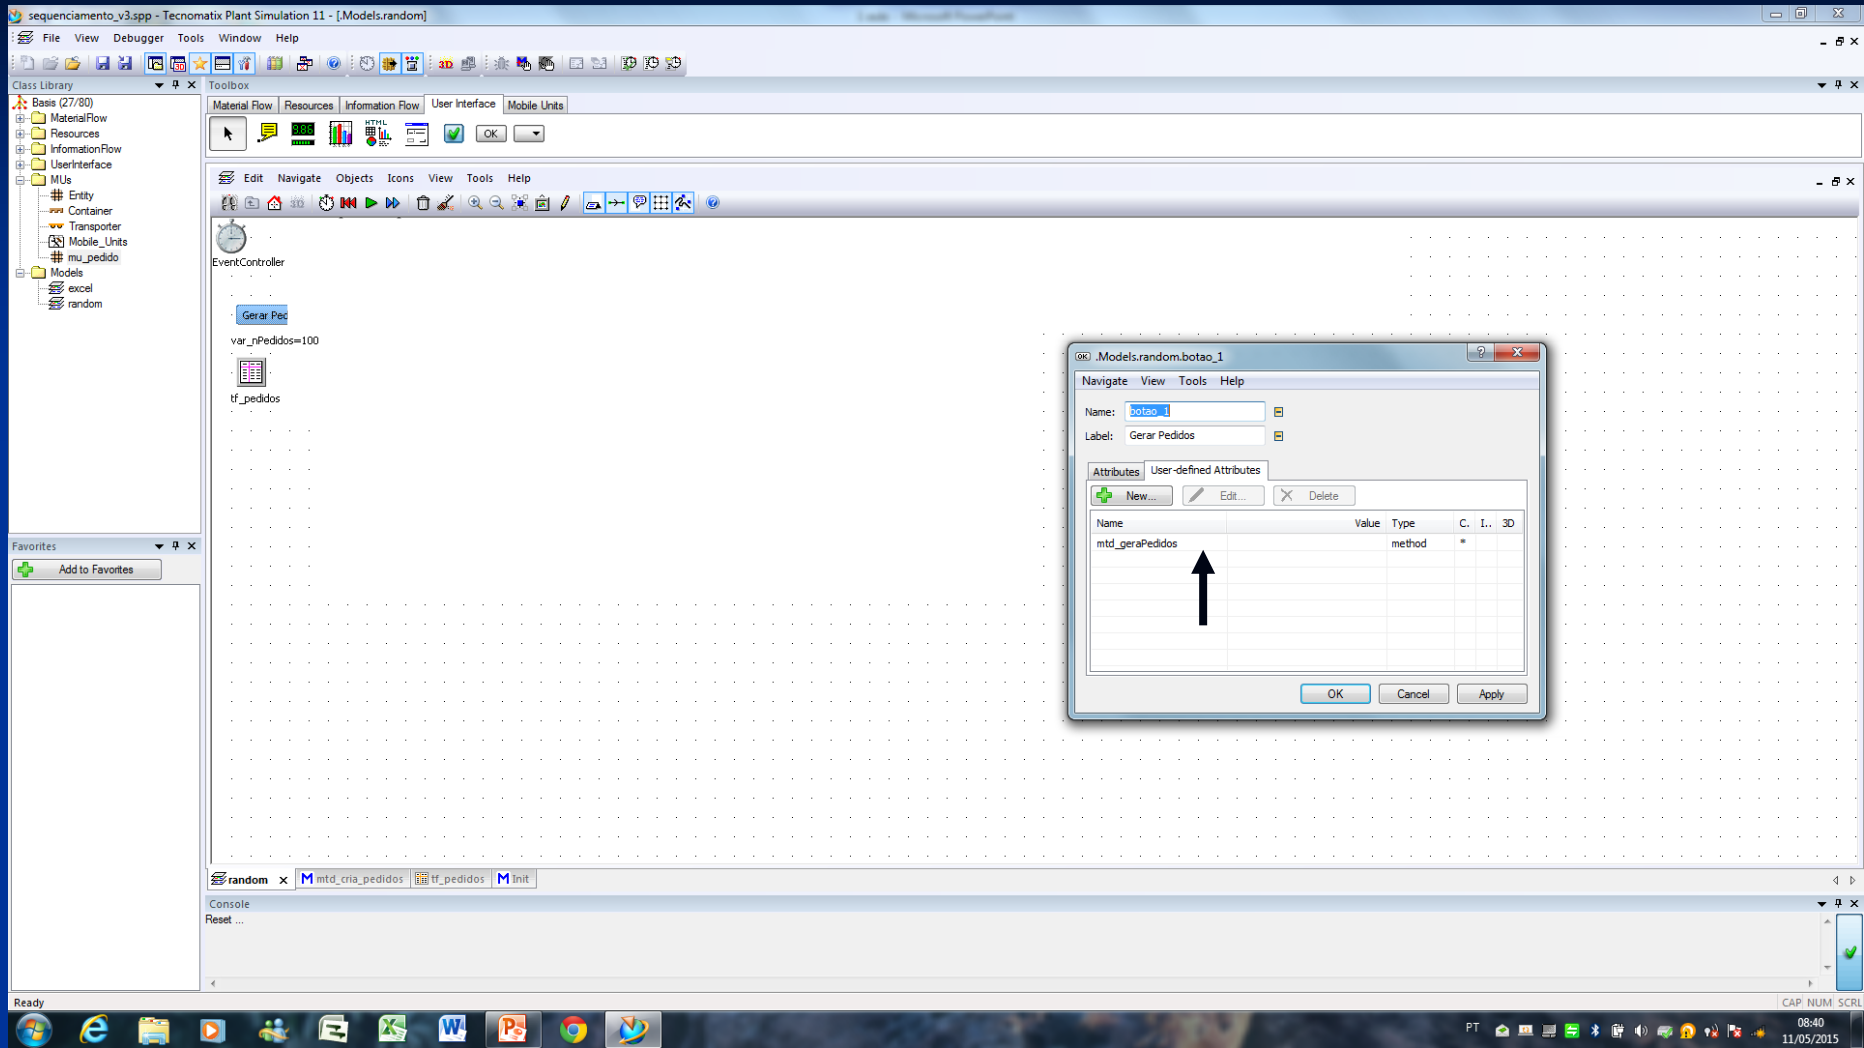 sequenciamento_v3.spp - Tecnomatix Plant Simulation 11 - [.Models.random]
File View Debugger Tools Window Help
Class Library
Toolbox
Basis (27/80)
MaterialFlow
Resources
InformationFlow
UserInterface
MUs
Entity
Container
Transporter
Mobile_Units
mu_pedido
Models
excel
random
Material Flow Resources Information Flow User Interface Mobile Units
9.86 HTML OK
Edit Navigate Objects Icons View Tools Help
EventController
Gerar Ped
var_nPedidos=100
tf_pedidos
OK .Models.random.botao_1
Navigate View Tools Help
Name: botao_1
Label: Gerar Pedidos
Attributes User-defined Attributes
New... Edit... Delete
Name Value Type C. I.. 3D
mtd_geraPedidos method *
OK Cancel Apply
Favorites
Add to Favorites
random mtd_cria_pedidos tf_pedidos Init
Console
Reset ...
Ready
CAP NUM SCRL
PT
08:40
11/05/2015